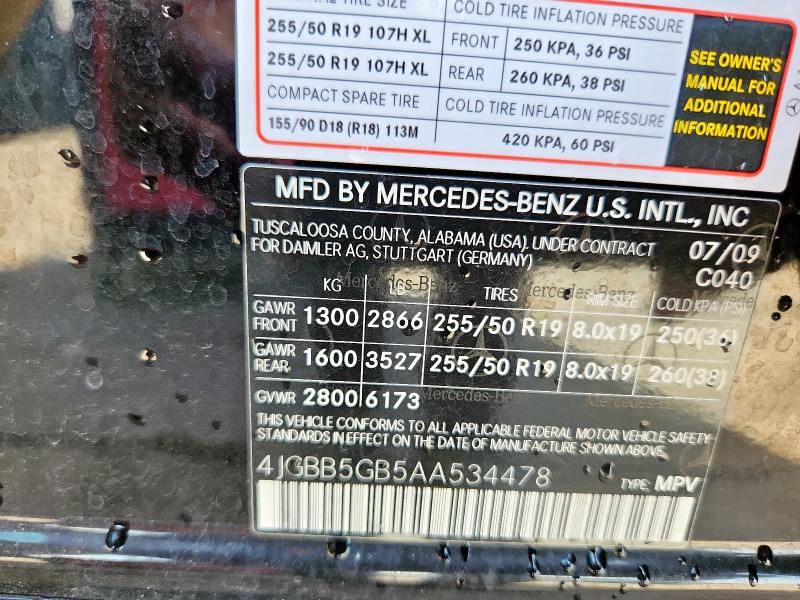 TIRE SIZE
COLD TIRE INFLATION PRESSURE
255/50 R19 107H XL
FRONT
250 KPA, 36 PSI
255/50 R19 107H XL
REAR
260 KPA, 38 PSI
COMPACT SPARE TIRE
COLD TIRE INFLATION PRESSURE
155/90 D18 (R18) 113M
420 KPA, 60 PSI
SEE OWNER'S
MANUAL FOR
ADDITIONAL
INFORMATION
MFD BY MERCEDES-BENZ U.S. INTL., INC
TUSCALOOSA COUNTY, ALABAMA (USA). UNDER CONTRACT
FOR DAIMLER AG, STUTTGART (GERMANY)
07/09
C040
KG LB TIRES RIM SIZE COLD KPA (PSI)
GAWR FRONT 1300 2866 255/50 R19 8.0x19 250(36)
GAWR REAR 1600 3527 255/50 R19 8.0x19 260(38)
GVWR 2800 6173
THIS VEHICLE CONFORMS TO ALL APPLICABLE FEDERAL MOTOR VEHICLE SAFETY
STANDARDS IN EFFECT ON THE DATE OF MANUFACTURE SHOWN ABOVE.
4JGBB5GB5AA534478
TYPE: MPV